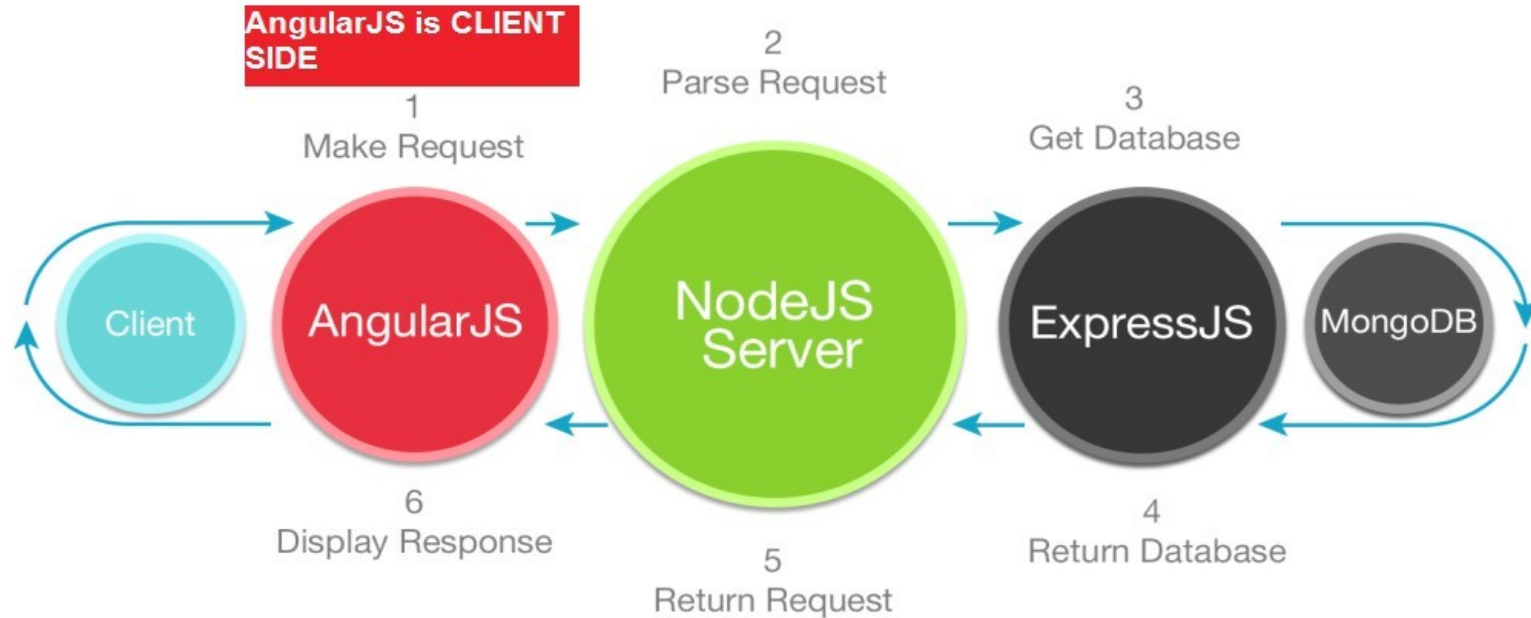 AngularJS is CLIENT
SIDE
1
Make Request
2
Parse Request
3
Get Database
Client
AngularJS
NodeJS
Server
ExpressJS
MongoDB
6
Display Response
5
Return Request
4
Return Database